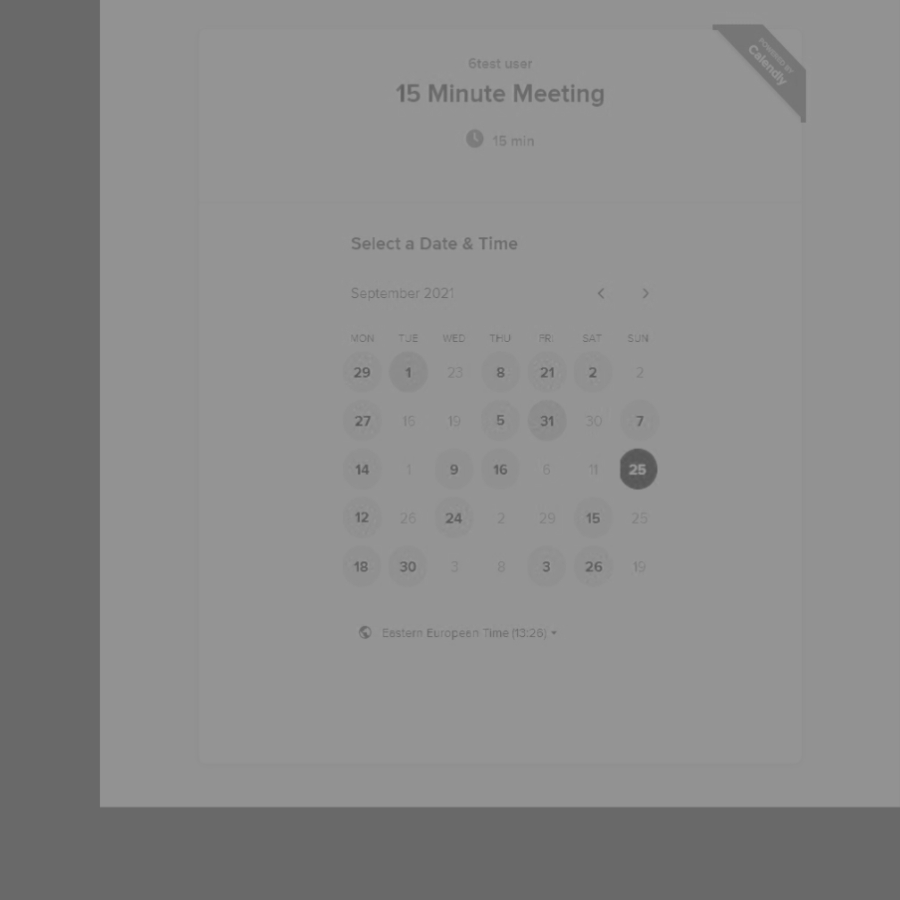 POWERED BY
Calendly
6test user
15 Minute Meeting
15 min
Select a Date & Time
September 2021
MON TUE WED THU FRI SAT SUN
29 1 23 8 21 2 2
27 15 19 5 31 30 7
14 1 9 16 6 11 25
12 26 24 2 29 15 25
18 30 3 8 3 26 19
Eastern European Time (13:26)